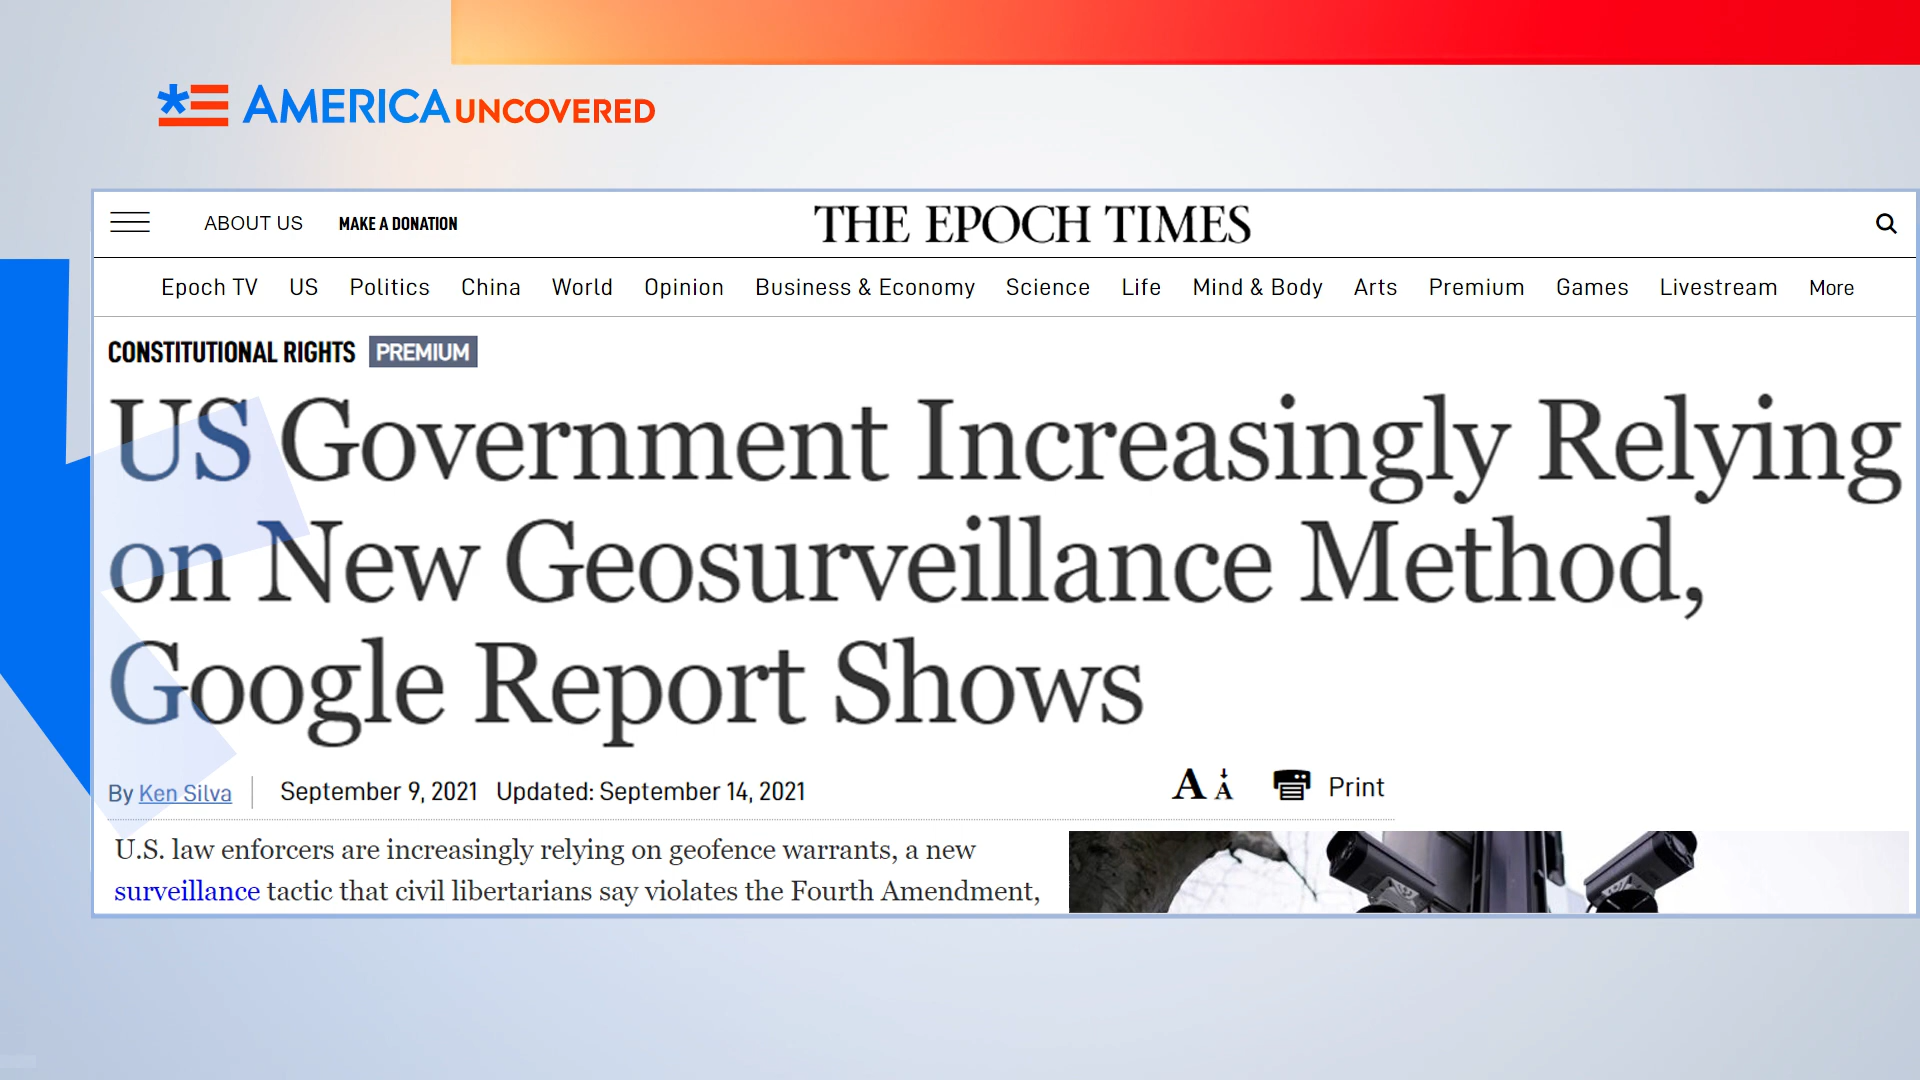 AMERICA UNCOVERED
ABOUT US MAKE A DONATION THE EPOCH TIMES
Epoch TV US Politics China World Opinion Business & Economy Science Life Mind & Body Arts Premium Games Livestream More
CONSTITUTIONAL RIGHTS PREMIUM
US Government Increasingly Relying
on New Geosurveillance Method,
Google Report Shows
By Ken Silva September 9, 2021 Updated: September 14, 2021 A A Print
U.S. law enforcers are increasingly relying on geofence warrants, a new
surveillance tactic that civil libertarians say violates the Fourth Amendment,